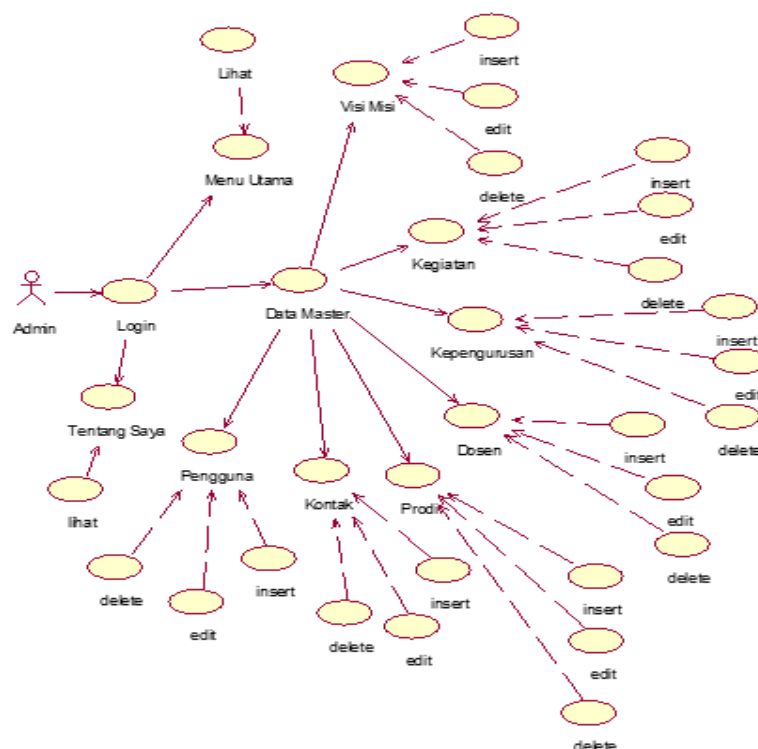 insert
Lihat
Visi Misi
edit
delete
Menu Utama
insert
edit
Kegiatan
delete
Admin
Login
Data Master
insert
Kepengurusan
edit
delete
Tentang Saya
Dosen
insert
Pengguna
Kontak
Prodi
lihat
edit
delete
delete
edit
insert
delete
edit
insert
insert
edit
delete